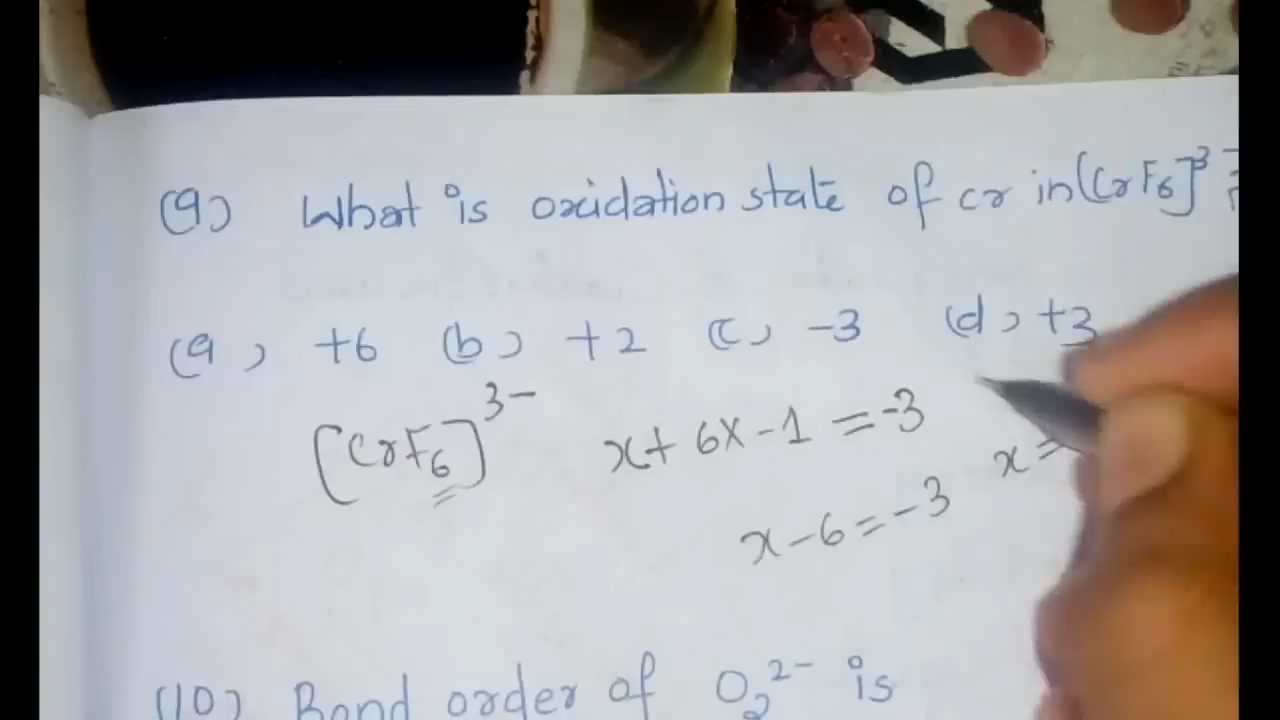 (9) What is oxidation state of cr in [CrF6]3-?
(a) +6 (b) +2 (c) -3 (d) +3
[CrF6]3- x+ 6x-1 = -3 x=
x-6=-3
(10) Bond order of O2 2- is